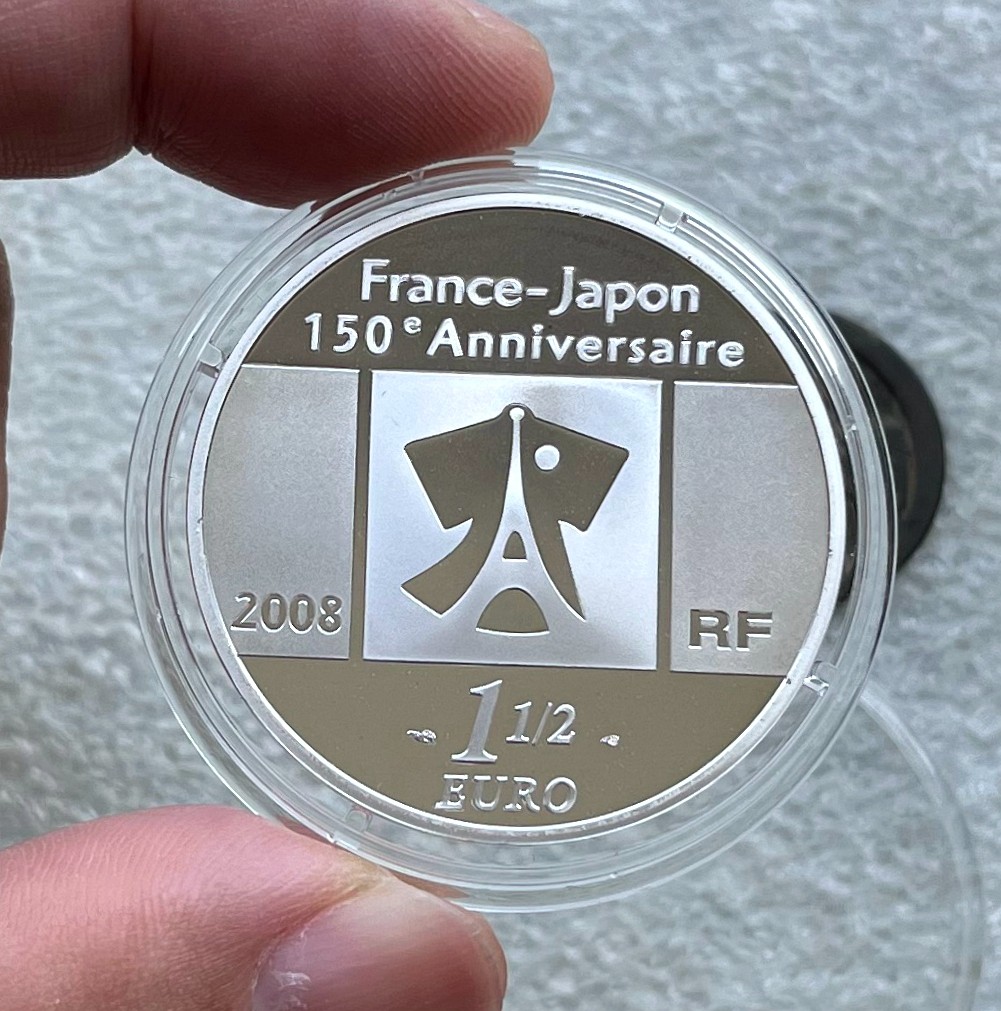 France-Japon
150e Anniversaire
2008
RF
1 1/2
EURO